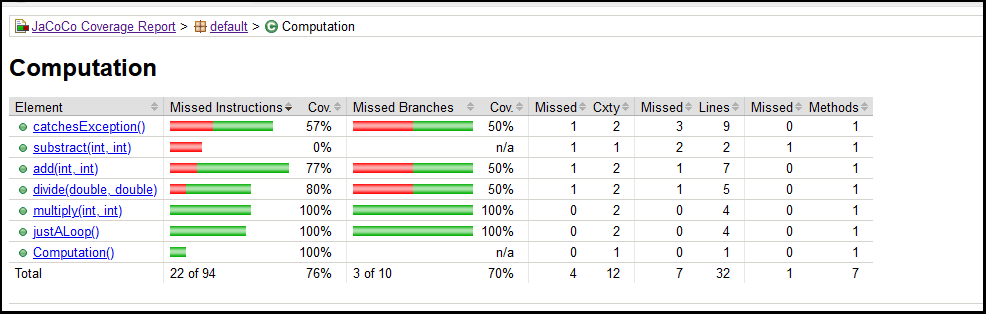 JaCoCo Coverage Report > default > Computation
Computation
Element Missed Instructions Cov. Missed Branches Cov. Missed Cxty Missed Lines Missed Methods
catchesException() 57% 50% 1 2 3 9 0 1
substract(int, int) 0% n/a 1 1 2 2 1 1
add(int, int) 77% 50% 1 2 1 7 0 1
divide(double, double) 80% 50% 1 2 1 5 0 1
multiply(int, int) 100% 100% 0 2 0 4 0 1
justALoop() 100% 100% 0 2 0 4 0 1
Computation() 100% n/a 0 1 0 1 0 1
Total 22 of 94 76% 3 of 10 70% 4 12 7 32 1 7